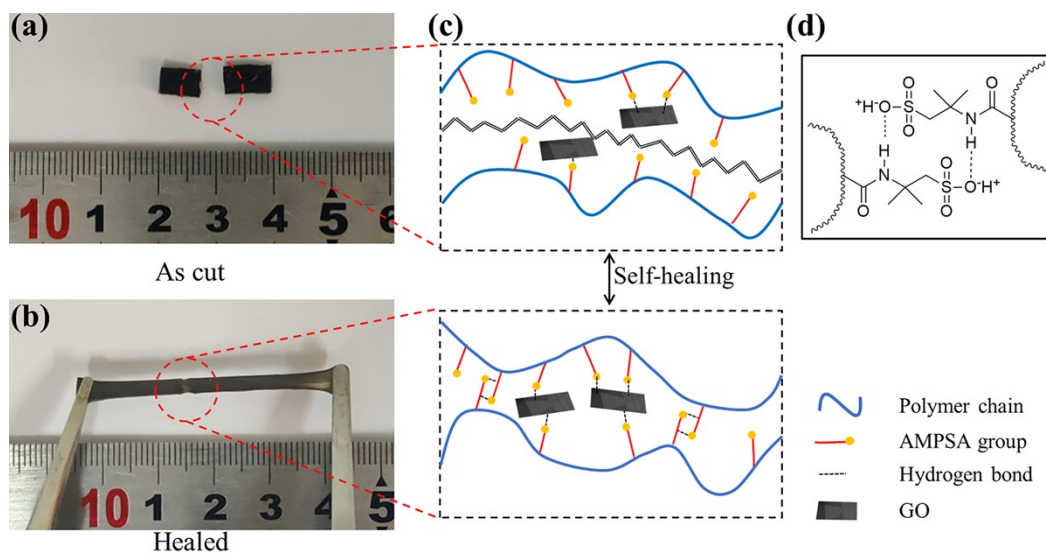 (a)
10 1 2 3 4 5 6
As cut
(b)
10 1 2 3 4 5
Healed
(c)
Self-healing
(d)
+H-O
S
O
O
N
H
O
H
N
O
O
S
O
O-H+
Polymer chain
AMPSA group
Hydrogen bond
GO